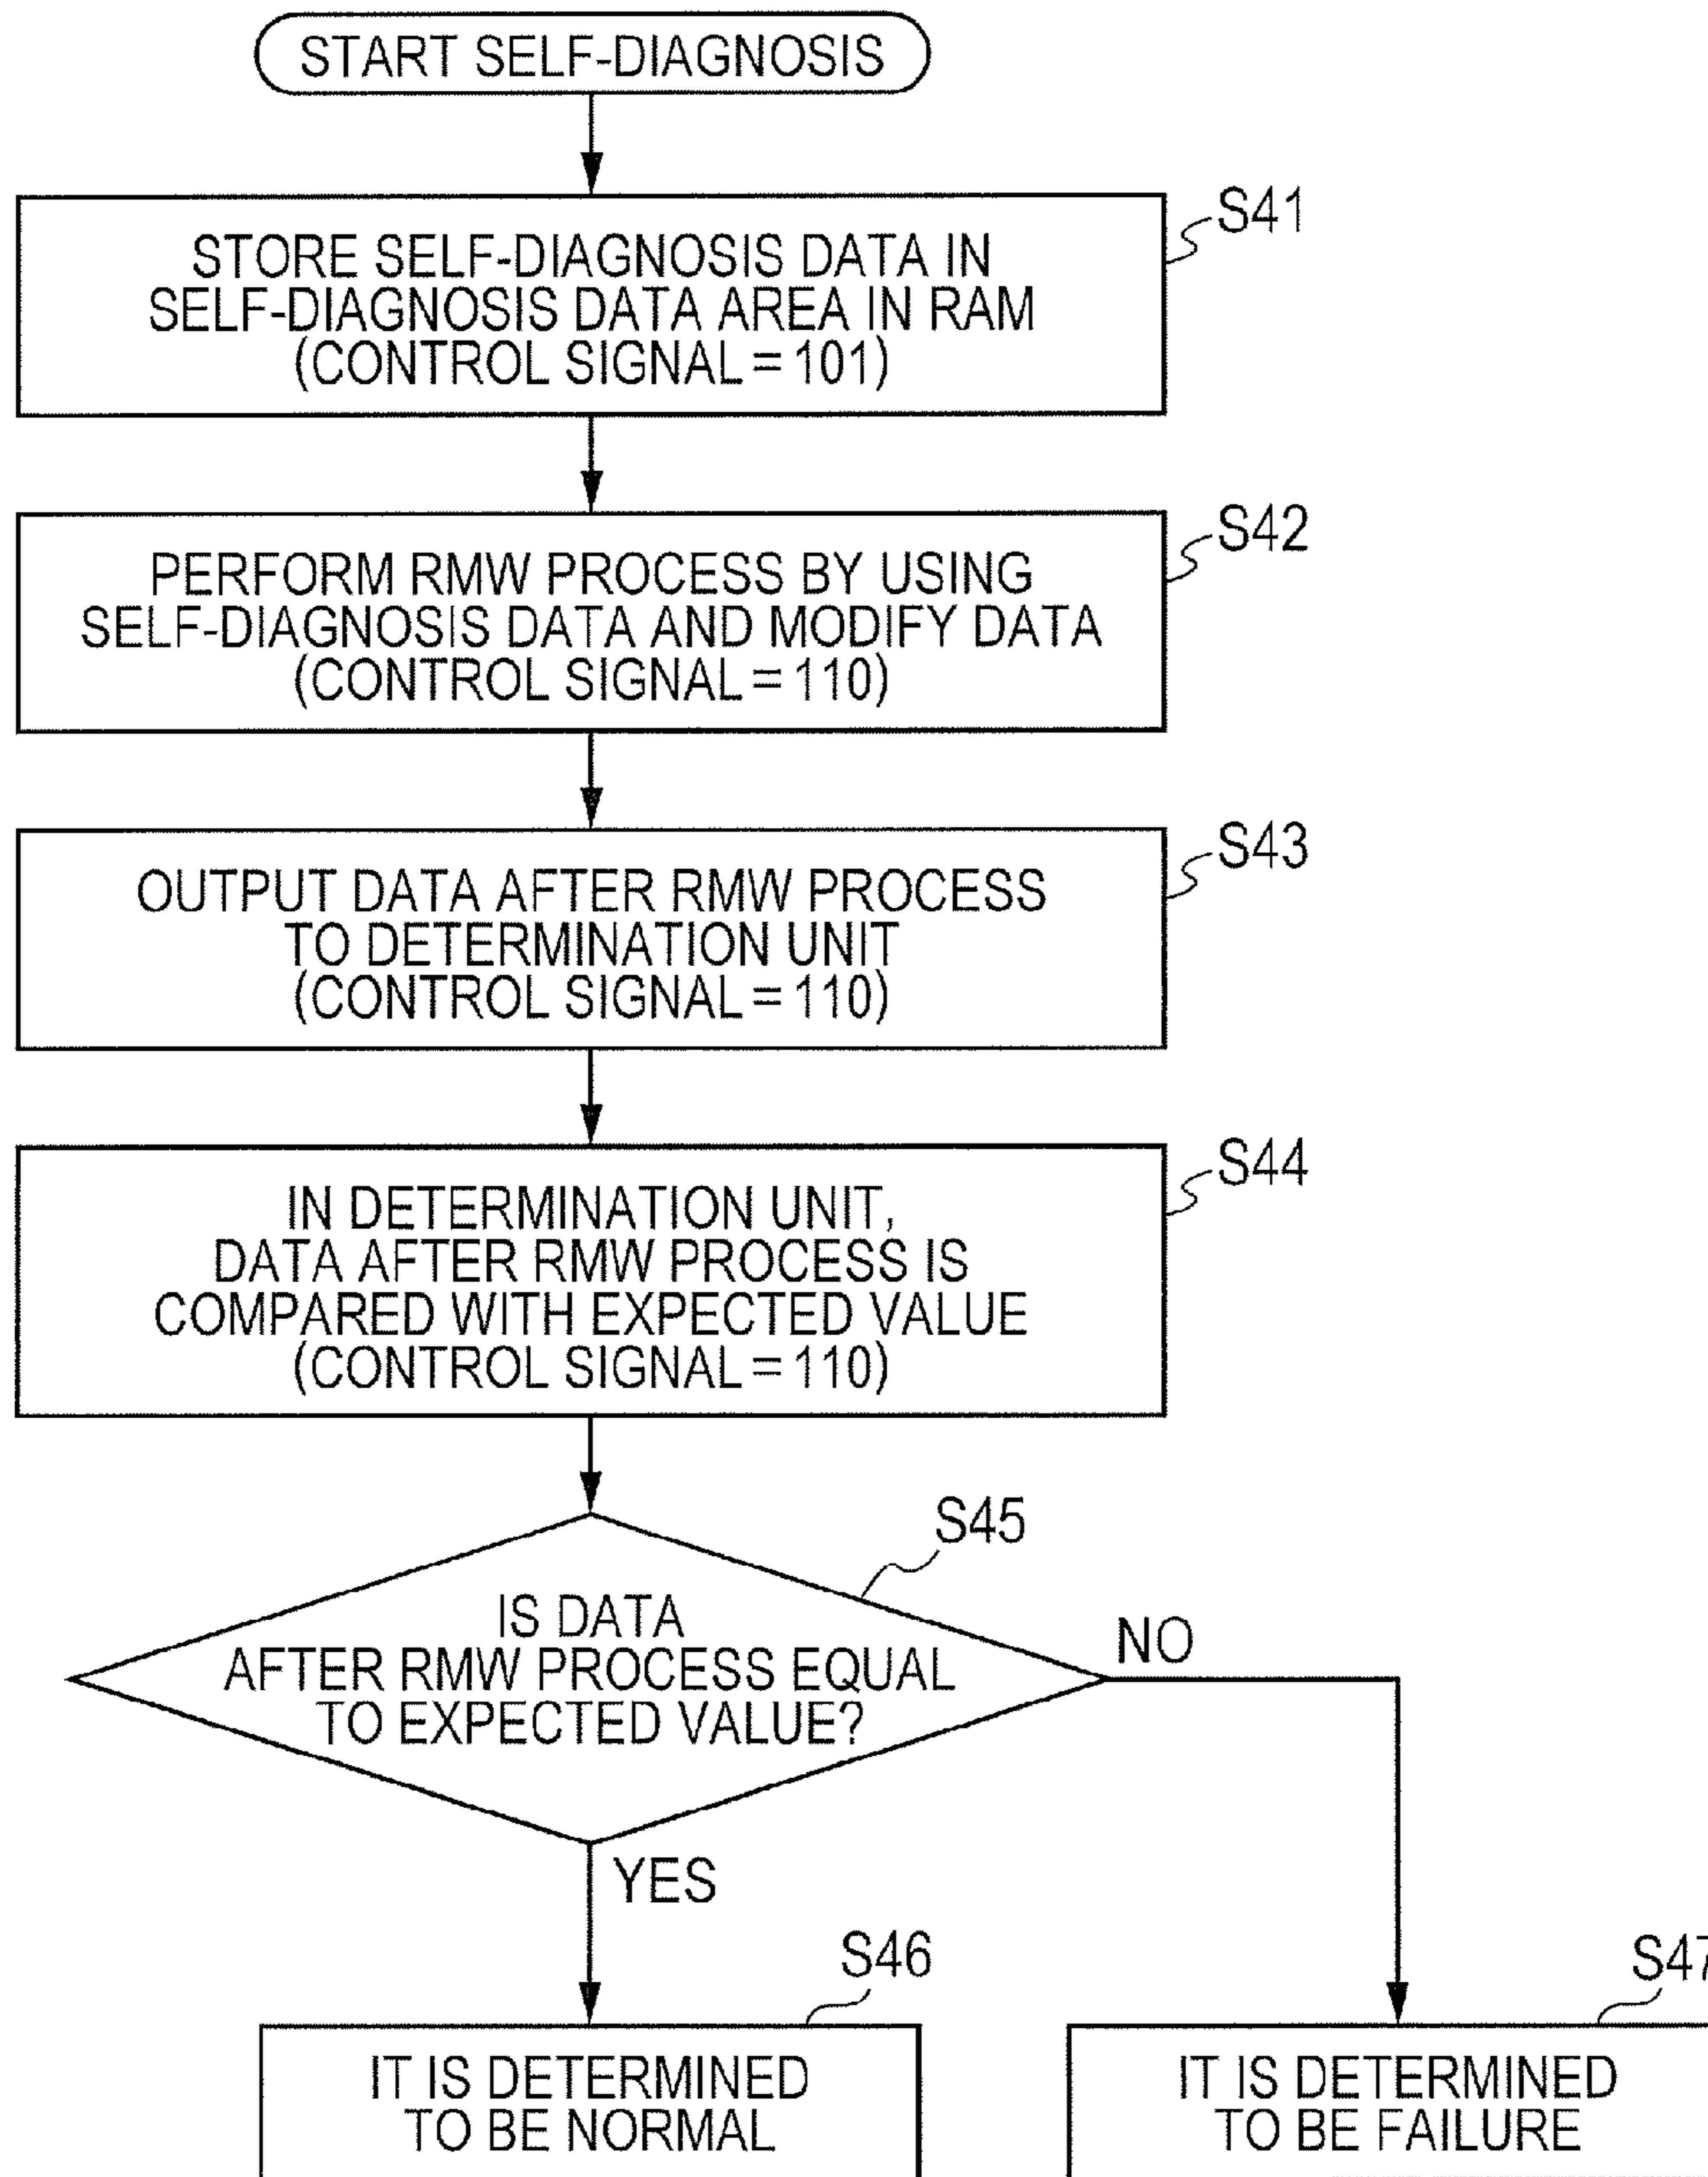 START SELF-DIAGNOSIS
S41
STORE SELF-DIAGNOSIS DATA IN
SELF-DIAGNOSIS DATA AREA IN RAM
(CONTROL SIGNAL = 101)
S42
PERFORM RMW PROCESS BY USING
SELF-DIAGNOSIS DATA AND MODIFY DATA
(CONTROL SIGNAL = 110)
S43
OUTPUT DATA AFTER RMW PROCESS
TO DETERMINATION UNIT
(CONTROL SIGNAL = 110)
S44
IN DETERMINATION UNIT,
DATA AFTER RMW PROCESS IS
COMPARED WITH EXPECTED VALUE
(CONTROL SIGNAL = 110)
S45
IS DATA
AFTER RMW PROCESS EQUAL
TO EXPECTED VALUE?
NO
YES
S46
IT IS DETERMINED
TO BE NORMAL
S47
IT IS DETERMINED
TO BE FAILURE